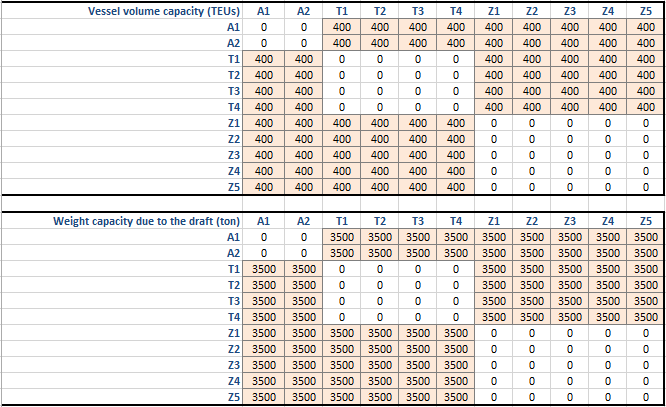 Vessel volume capacity (TEUs) A1 A2 T1 T2 T3 T4 Z1 Z2 Z3 Z4 Z5
A1 0 0 400 400 400 400 400 400 400 400 400
A2 0 0 400 400 400 400 400 400 400 400 400
T1 400 400 0 0 0 0 400 400 400 400 400
T2 400 400 0 0 0 0 400 400 400 400 400
T3 400 400 0 0 0 0 400 400 400 400 400
T4 400 400 0 0 0 0 400 400 400 400 400
Z1 400 400 400 400 400 400 0 0 0 0 0
Z2 400 400 400 400 400 400 0 0 0 0 0
Z3 400 400 400 400 400 400 0 0 0 0 0
Z4 400 400 400 400 400 400 0 0 0 0 0
Z5 400 400 400 400 400 400 0 0 0 0 0
Weight capacity due to the draft (ton) A1 A2 T1 T2 T3 T4 Z1 Z2 Z3 Z4 Z5
A1 0 0 3500 3500 3500 3500 3500 3500 3500 3500 3500
A2 0 0 3500 3500 3500 3500 3500 3500 3500 3500 3500
T1 3500 3500 0 0 0 0 3500 3500 3500 3500 3500
T2 3500 3500 0 0 0 0 3500 3500 3500 3500 3500
T3 3500 3500 0 0 0 0 3500 3500 3500 3500 3500
T4 3500 3500 0 0 0 0 3500 3500 3500 3500 3500
Z1 3500 3500 3500 3500 3500 3500 0 0 0 0 0
Z2 3500 3500 3500 3500 3500 3500 0 0 0 0 0
Z3 3500 3500 3500 3500 3500 3500 0 0 0 0 0
Z4 3500 3500 3500 3500 3500 3500 0 0 0 0 0
Z5 3500 3500 3500 3500 3500 3500 0 0 0 0 0